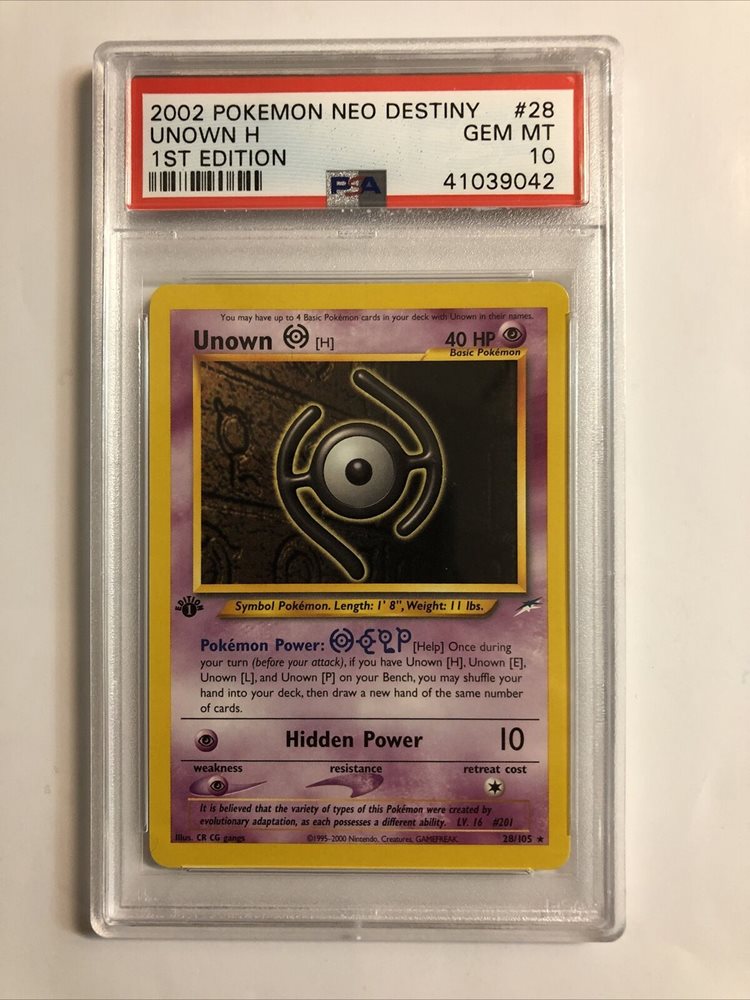 2002 POKEMON NEO DESTINY #28
UNOWN H GEM MT
1ST EDITION 10
PSA 41039042
You may have up to 4 Basic Pokémon cards in your deck with Unown in their names.
Unown [H] 40 HP
Basic Pokémon
EDITION 1
Symbol Pokémon. Length: 1' 8", Weight: 11 lbs.
Pokémon Power: HELP [Help] Once during
your turn (before your attack), if you have Unown [H], Unown [E],
Unown [L], and Unown [P] on your Bench, you may shuffle your
hand into your deck, then draw a new hand of the same number
of cards.
Hidden Power 10
weakness resistance retreat cost
It is believed that the variety of types of this Pokémon were created by
evolutionary adaptation, as each possesses a different ability. LV. 16 #201
Illus. CR CG gangs ©1995-2000 Nintendo, Creatures, GAMEFREAK. 28/105 ★